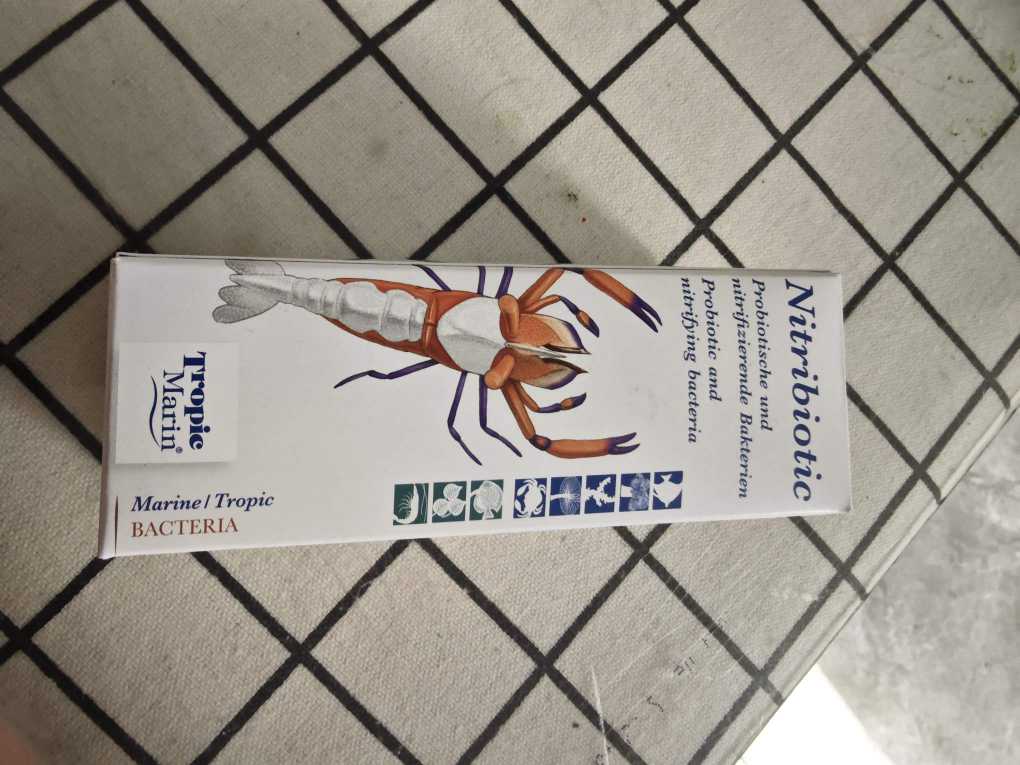 Nitribiotic
Probiotische und
nitrifizierende Bakterien
Probiotic and
nitrifying bacteria
Tropic
Marin®
Marine / Tropic
BACTERIA